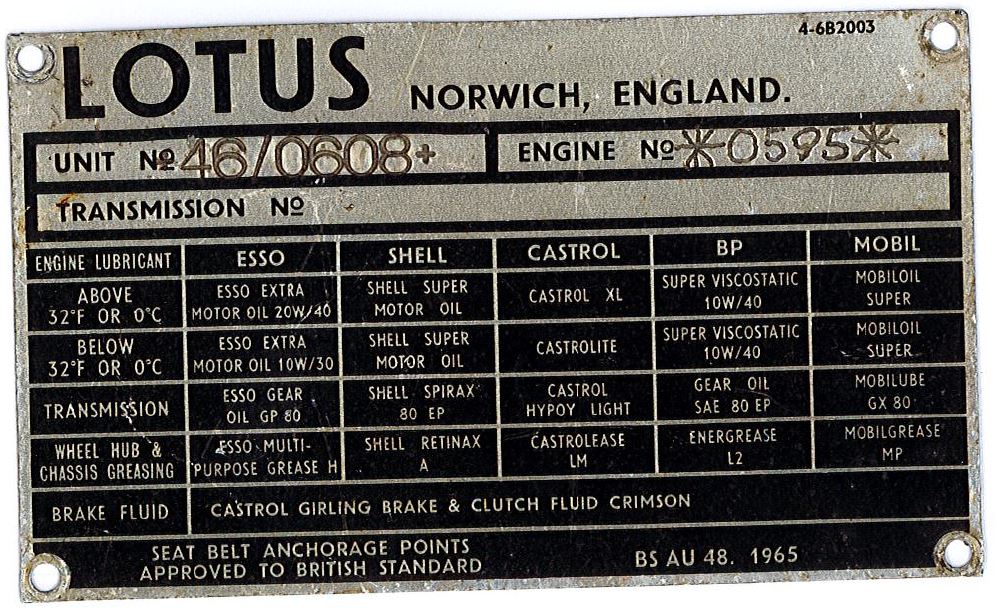 4-6B2003
LOTUS NORWICH, ENGLAND.
UNIT Nº 46/0608+ ENGINE Nº *0595*
TRANSMISSION Nº
ENGINE LUBRICANT ESSO SHELL CASTROL BP MOBIL
ABOVE ESSO EXTRA SHELL SUPER CASTROL XL SUPER VISCOSTATIC MOBILOIL
32°F OR 0°C MOTOR OIL 20W/40 MOTOR OIL 10W/40 SUPER
BELOW ESSO EXTRA SHELL SUPER CASTROLITE SUPER VISCOSTATIC MOBILOIL
32°F OR 0°C MOTOR OIL 10W/30 MOTOR OIL 10W/40 SUPER
TRANSMISSION ESSO GEAR SHELL SPIRAX CASTROL GEAR OIL MOBILUBE
OIL GP 80 80 EP HYPOY LIGHT SAE 80 EP GX 80
WHEEL HUB & ESSO MULTI- SHELL RETINAX CASTROLEASE ENERGREASE MOBILGREASE
CHASSIS GREASING PURPOSE GREASE H A LM L2 MP
BRAKE FLUID CASTROL GIRLING BRAKE & CLUTCH FLUID CRIMSON
SEAT BELT ANCHORAGE POINTS
APPROVED TO BRITISH STANDARD BS AU 48. 1965